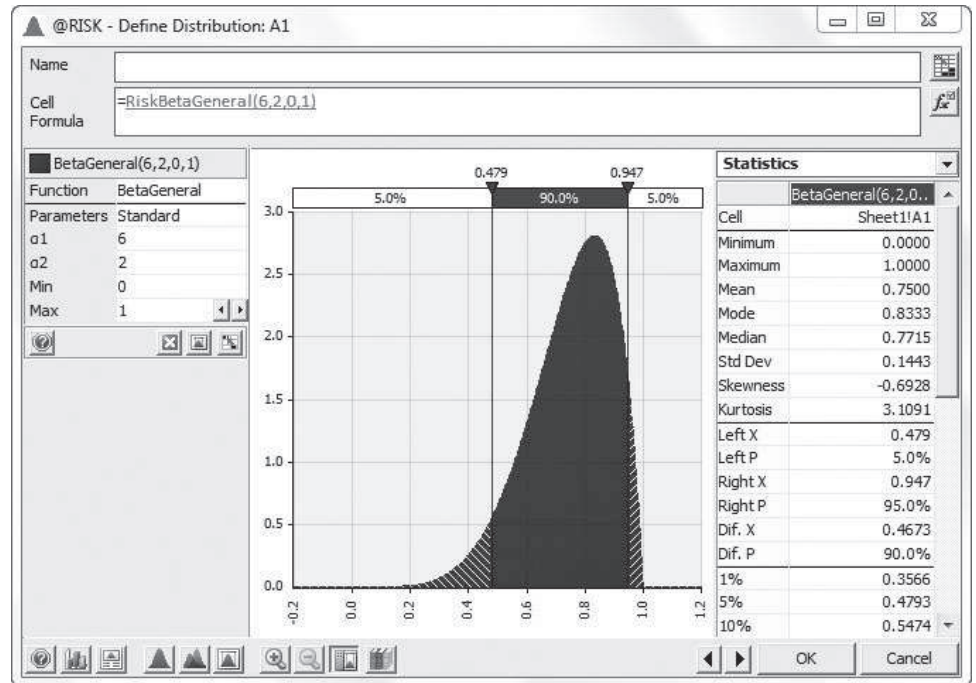 @RISK - Define Distribution: A1
Name
Cell Formula
=RiskBetaGeneral(6,2,0,1)
BetaGeneral(6,2,0,1)
Function BetaGeneral
Parameters Standard
α1 6
α2 2
Min 0
Max 1
0.479 0.947
5.0% 90.0% 5.0%
3.0
2.5
2.0
1.5
1.0
0.5
0.0
-0.2 0.0 0.2 0.4 0.6 0.8 1.0 1.2
Statistics
BetaGeneral(6,2,0..
Cell Sheet1!A1
Minimum 0.0000
Maximum 1.0000
Mean 0.7500
Mode 0.8333
Median 0.7715
Std Dev 0.1443
Skewness -0.6928
Kurtosis 3.1091
Left X 0.479
Left P 5.0%
Right X 0.947
Right P 95.0%
Dif. X 0.4673
Dif. P 90.0%
1% 0.3566
5% 0.4793
10% 0.5474
OK Cancel